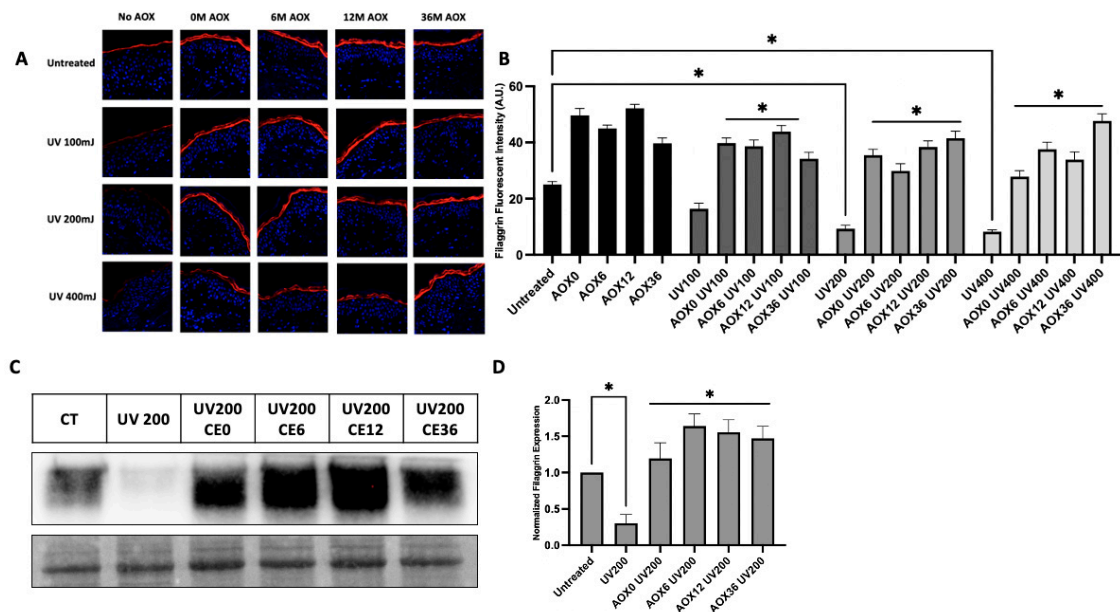 No AOX 0M AOX 6M AOX 12M AOX 36M AOX
A
Untreated
UV 100mJ
UV 200mJ
UV 400mJ
B
Filaggrin Fluorescent Intensity (A.U.)
60
40
20
0
* * * * *
Untreated AOX0 AOX6 AOX12 AOX36 UV100 AOX0 UV100 AOX6 UV100 AOX12 UV100 AOX36 UV100 UV200 AOX0 UV200 AOX6 UV200 AOX12 UV200 AOX36 UV200 UV400 AOX0 UV400 AOX6 UV400 AOX12 UV400 AOX36 UV400
C
CT UV 200 UV200 UV200 UV200 UV200
CE0 CE6 CE12 CE36
D
Normalized Filaggrin Expression
2.0
1.5
1.0
0.5
0.0
* *
Untreated UV200 AOX0 UV200 AOX6 UV200 AOX12 UV200 AOX36 UV200